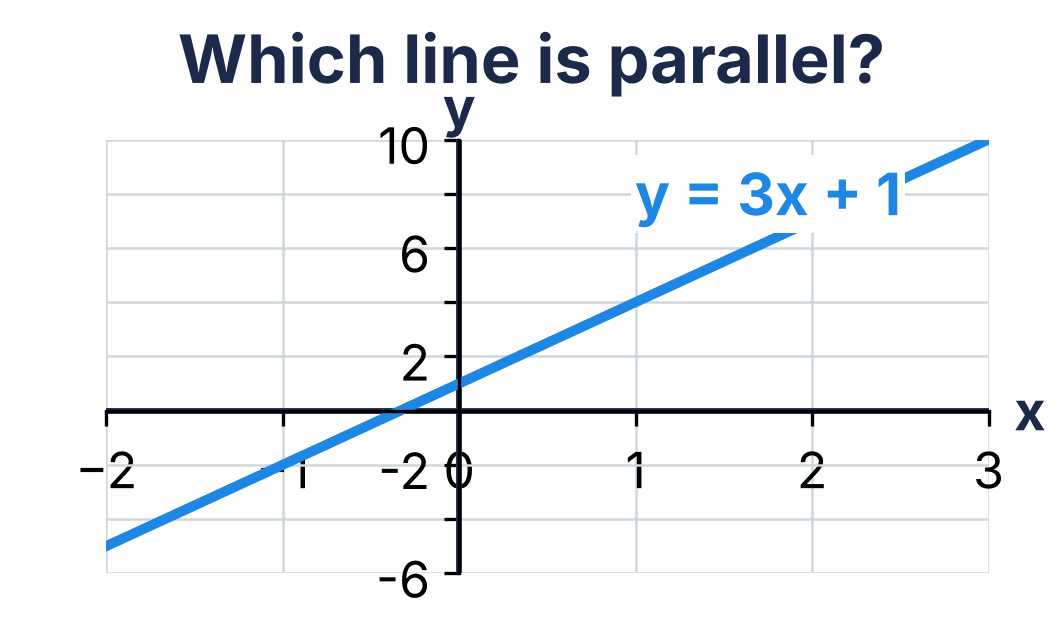 Which line is parallel?
y
10
y = 3x + 1
6
2
x
−2 −1 -2 0 1 2 3
-6